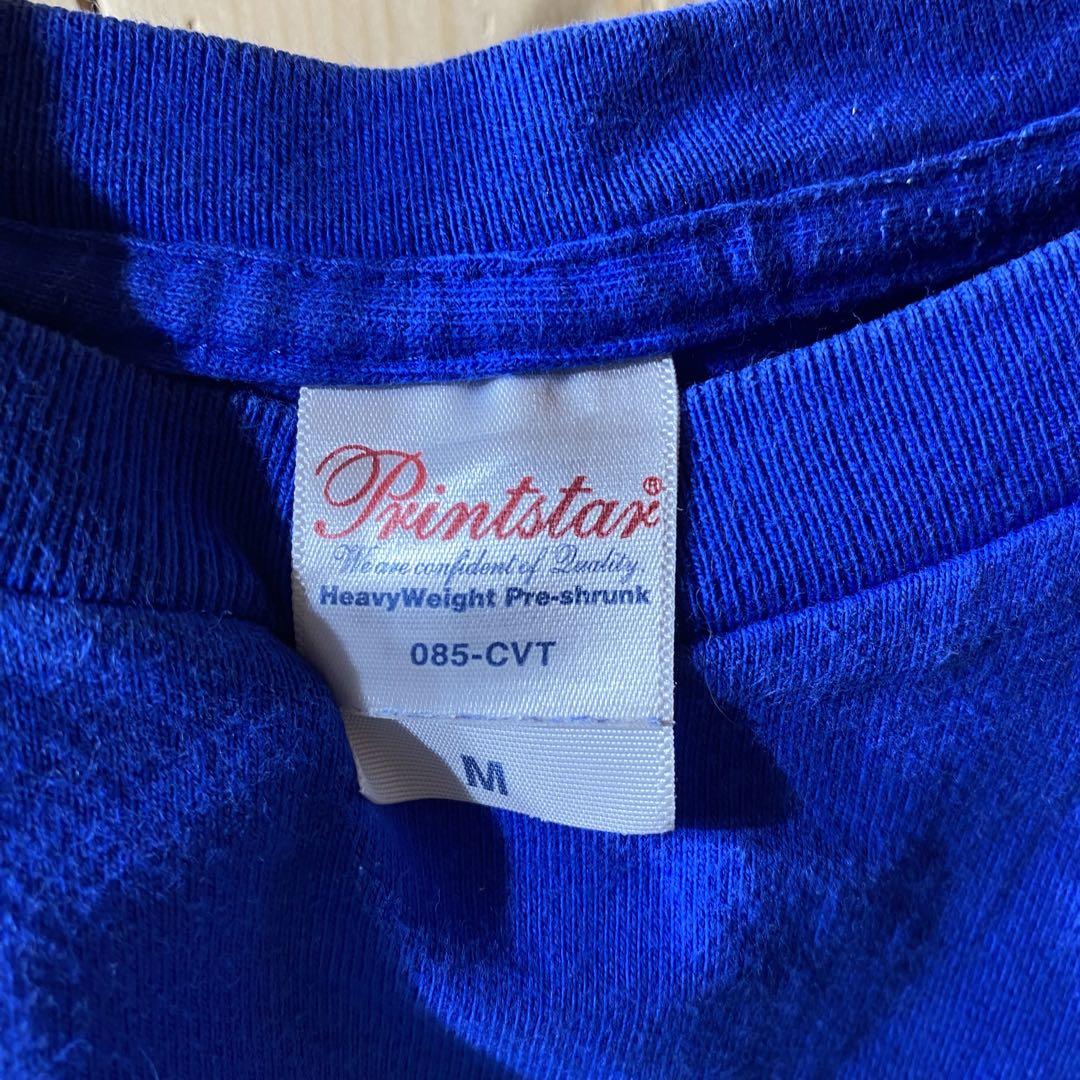 Printstar®
We are confident of Quality
HeavyWeight Pre-shrunk
085-CVT
M